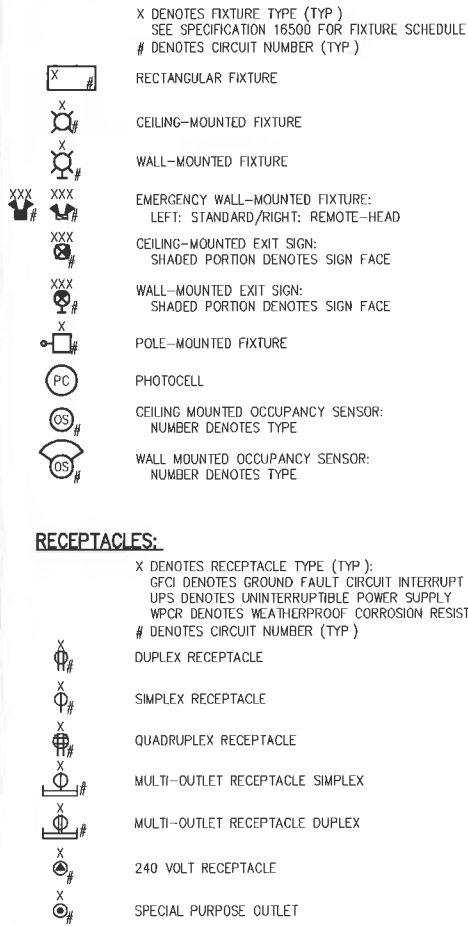 X DENOTES FIXTURE TYPE (TYP )
SEE SPECIFICATION 16500 FOR FIXTURE SCHEDULE
# DENOTES CIRCUIT NUMBER (TYP )
X # RECTANGULAR FIXTURE
X # CEILING-MOUNTED FIXTURE
X # WALL-MOUNTED FIXTURE
XXX # XXX # EMERGENCY WALL-MOUNTED FIXTURE:
LEFT: STANDARD/RIGHT: REMOTE-HEAD
XXX # CEILING-MOUNTED EXIT SIGN:
SHADED PORTION DENOTES SIGN FACE
XXX # WALL-MOUNTED EXIT SIGN:
SHADED PORTION DENOTES SIGN FACE
X # POLE-MOUNTED FIXTURE
PC PHOTOCELL
OS # CEILING MOUNTED OCCUPANCY SENSOR:
NUMBER DENOTES TYPE
OS # WALL MOUNTED OCCUPANCY SENSOR:
NUMBER DENOTES TYPE
RECEPTACLES:
X DENOTES RECEPTACLE TYPE (TYP ):
GFCI DENOTES GROUND FAULT CIRCUIT INTERRUPT
UPS DENOTES UNINTERRUPTIBLE POWER SUPPLY
WPCR DENOTES WEATHERPROOF CORROSION RESIST
# DENOTES CIRCUIT NUMBER (TYP )
X # DUPLEX RECEPTACLE
X # SIMPLEX RECEPTACLE
X # QUADRUPLEX RECEPTACLE
X # MULTI-OUTLET RECEPTACLE SIMPLEX
X # MULTI-OUTLET RECEPTACLE DUPLEX
X # 240 VOLT RECEPTACLE
X # SPECIAL PURPOSE OUTLET